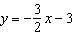 y = −3/2 x − 3